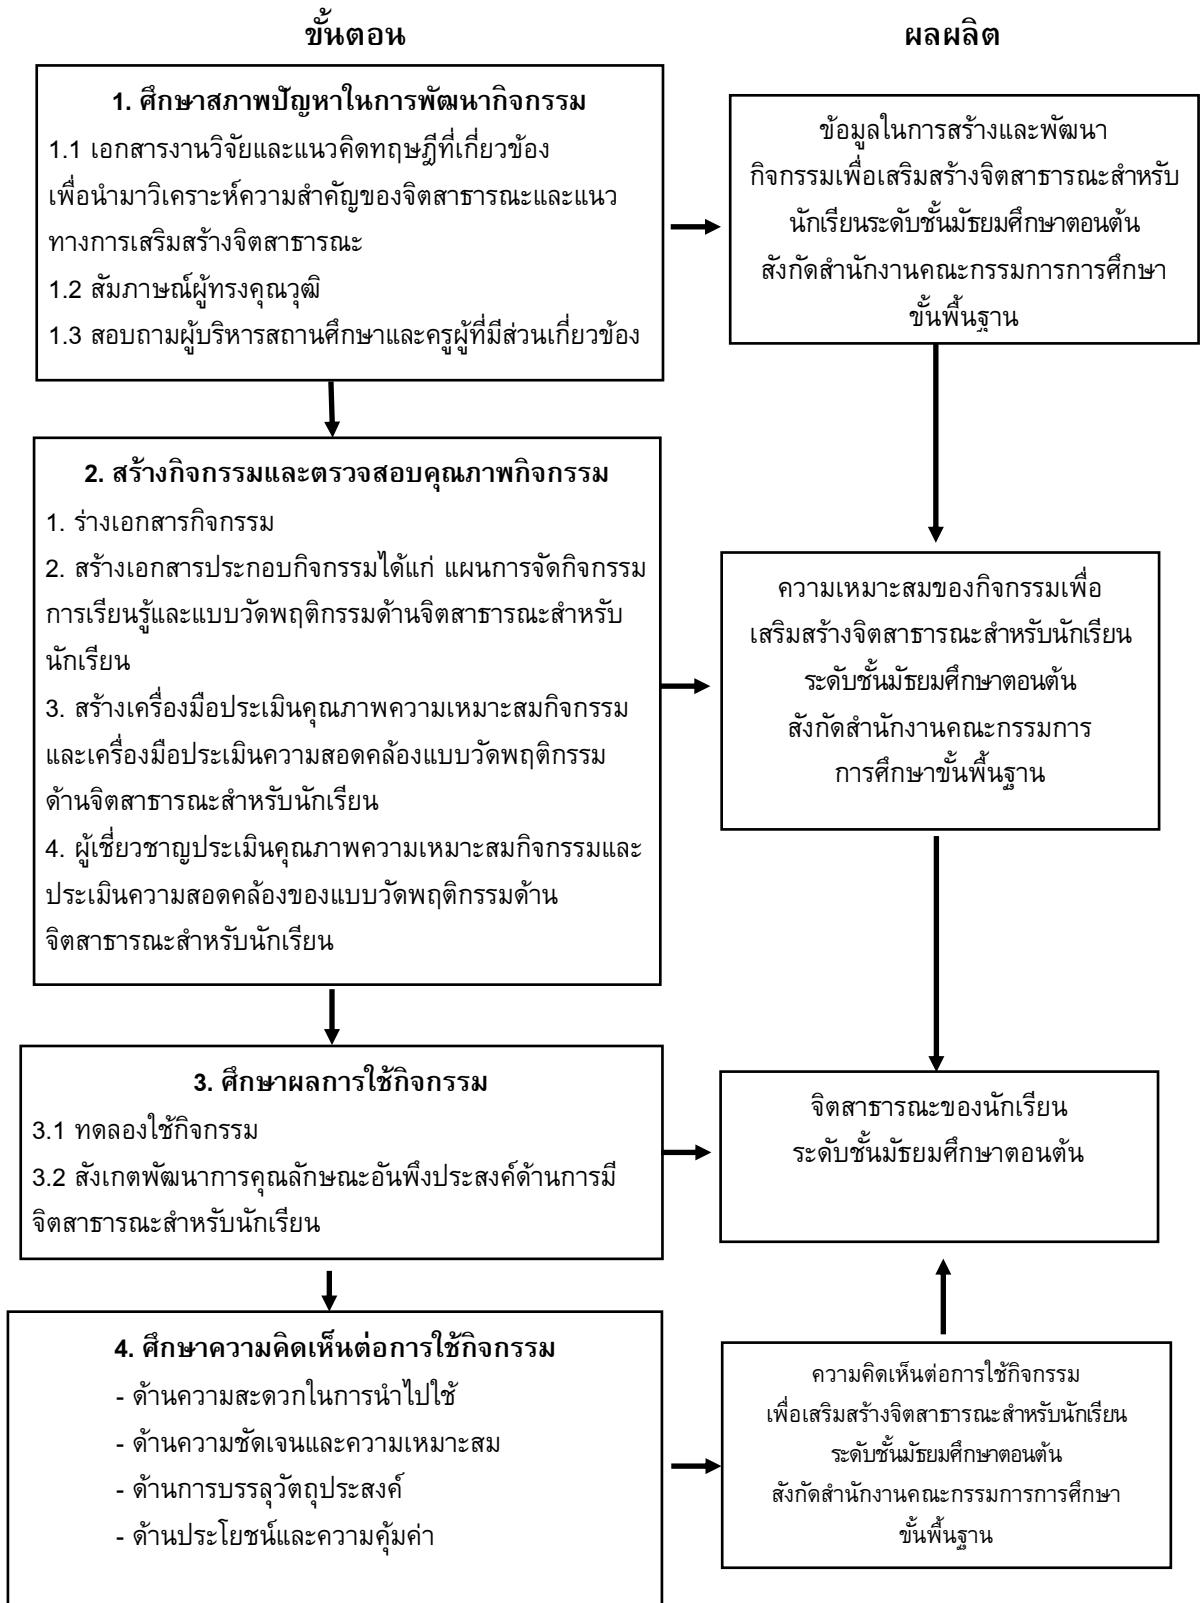 ขั้นตอน
ผลผลิต
1. ศึกษาสภาพปัญหาในการพัฒนากิจกรรม
1.1 เอกสารงานวิจัยและแนวคิดทฤษฎีที่เกี่ยวข้อง
เพื่อนำมาวิเคราะห์ความสำคัญของจิตสาธารณะและแนว
ทางการเสริมสร้างจิตสาธารณะ
1.2 สัมภาษณ์ผู้ทรงคุณวุฒิ
1.3 สอบถามผู้บริหารสถานศึกษาและครูผู้ที่มีส่วนเกี่ยวข้อง
ข้อมูลในการสร้างและพัฒนา
กิจกรรมเพื่อเสริมสร้างจิตสาธารณะสำหรับ
นักเรียนระดับชั้นมัธยมศึกษาตอนต้น
สังกัดสำนักงานคณะกรรมการการศึกษา
ขั้นพื้นฐาน
2. สร้างกิจกรรมและตรวจสอบคุณภาพกิจกรรม
1. ร่างเอกสารกิจกรรม
2. สร้างเอกสารประกอบกิจกรรมได้แก่ แผนการจัดกิจกรรม
การเรียนรู้และแบบวัดพฤติกรรมด้านจิตสาธารณะสำหรับ
นักเรียน
3. สร้างเครื่องมือประเมินคุณภาพความเหมาะสมกิจกรรม
และเครื่องมือประเมินความสอดคล้องแบบวัดพฤติกรรม
ด้านจิตสาธารณะสำหรับนักเรียน
4. ผู้เชี่ยวชาญประเมินคุณภาพความเหมาะสมกิจกรรมและ
ประเมินความสอดคล้องของแบบวัดพฤติกรรมด้าน
จิตสาธารณะสำหรับนักเรียน
ความเหมาะสมของกิจกรรมเพื่อ
เสริมสร้างจิตสาธารณะสำหรับนักเรียน
ระดับชั้นมัธยมศึกษาตอนต้น
สังกัดสำนักงานคณะกรรมการ
การศึกษาขั้นพื้นฐาน
3. ศึกษาผลการใช้กิจกรรม
3.1 ทดลองใช้กิจกรรม
3.2 สังเกตพัฒนาการคุณลักษณะอันพึงประสงค์ด้านการมี
จิตสาธารณะสำหรับนักเรียน
จิตสาธารณะของนักเรียน
ระดับชั้นมัธยมศึกษาตอนต้น
4. ศึกษาความคิดเห็นต่อการใช้กิจกรรม
- ด้านความสะดวกในการนำไปใช้
- ด้านความชัดเจนและความเหมาะสม
- ด้านการบรรลุวัตถุประสงค์
- ด้านประโยชน์และความคุ้มค่า
ความคิดเห็นต่อการใช้กิจกรรม
เพื่อเสริมสร้างจิตสาธารณะสำหรับนักเรียน
ระดับชั้นมัธยมศึกษาตอนต้น
สังกัดสำนักงานคณะกรรมการการศึกษา
ขั้นพื้นฐาน